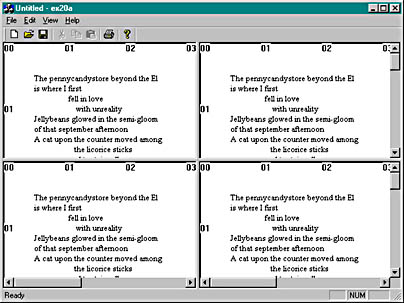 Untitled - ex20a
File Edit View Help
00 01 02 03 00 01 02 03
The pennycandystore beyond the El
is where I first
fell in love
01 with unreality
Jellybeans glowed in the semi-gloom
of that september afternoon
A cat upon the counter moved among
the licorice sticks
The pennycandystore beyond the El
is where I first
fell in love
01 with unreality
Jellybeans glowed in the semi-gloom
of that september afternoon
A cat upon the counter moved among
the licorice sticks
00 01 02 03 00 01 02 03
The pennycandystore beyond the El
is where I first
fell in love
01 with unreality
Jellybeans glowed in the semi-gloom
of that september afternoon
A cat upon the counter moved among
the licorice sticks
The pennycandystore beyond the El
is where I first
fell in love
01 with unreality
Jellybeans glowed in the semi-gloom
of that september afternoon
A cat upon the counter moved among
the licorice sticks
Ready NUM